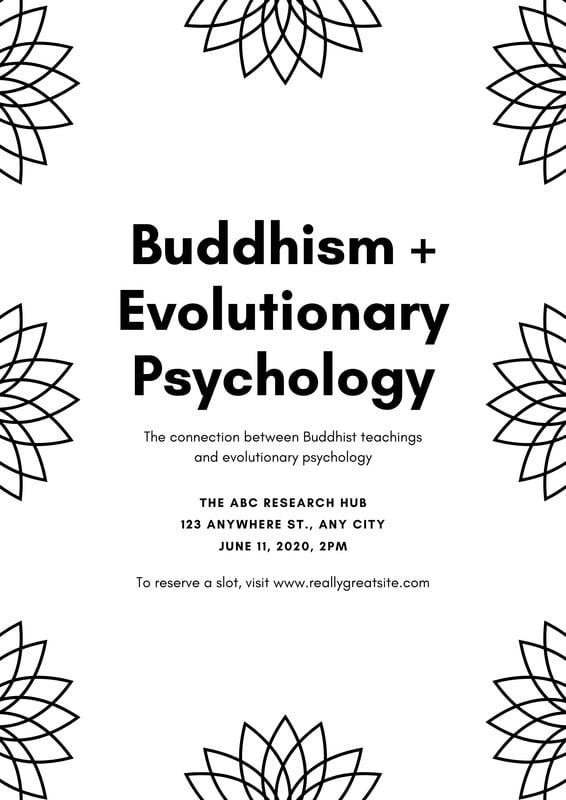 Buddhism +
Evolutionary
Psychology
The connection between Buddhist teachings
and evolutionary psychology
THE ABC RESEARCH HUB
123 ANYWHERE ST., ANY CITY
JUNE 11, 2020, 2PM
To reserve a slot, visit www.reallygreatsite.com